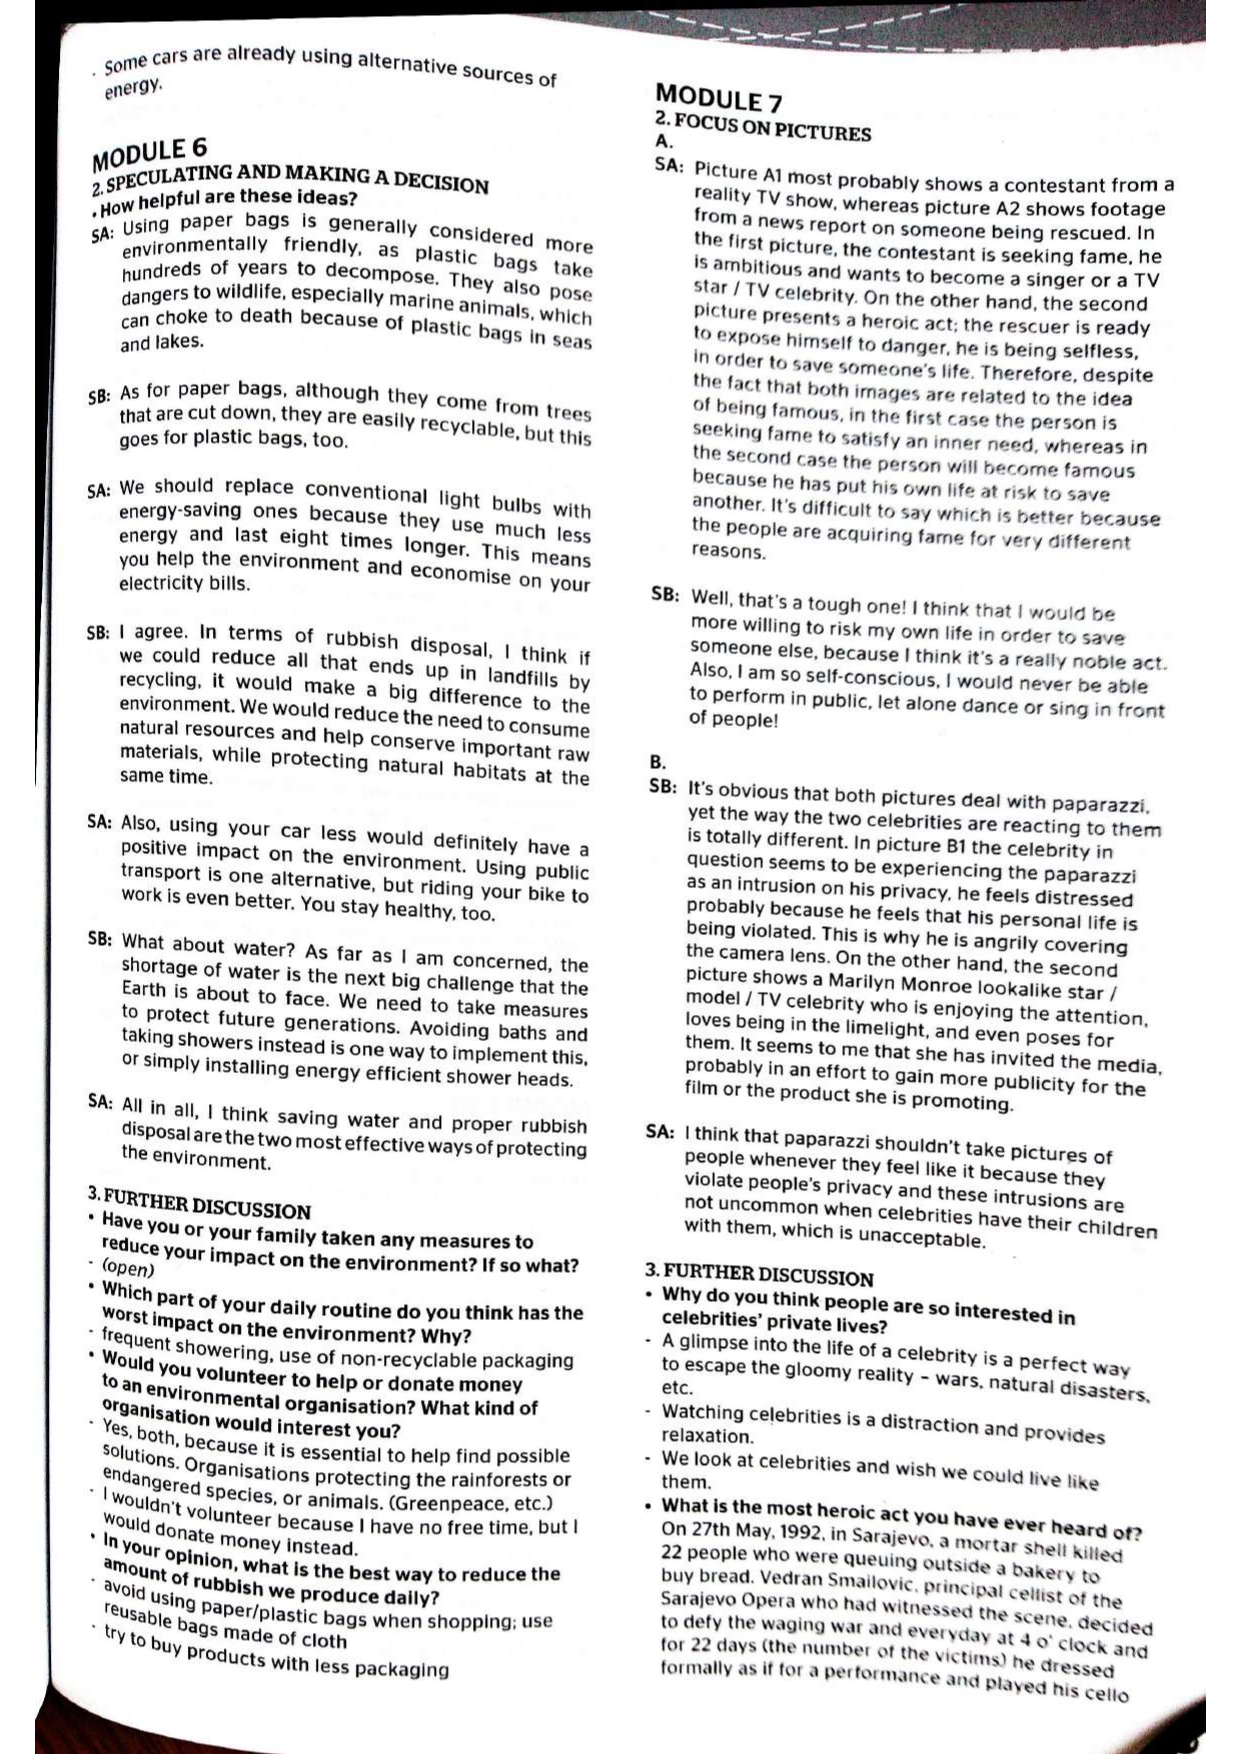 . Some cars are already using alternative sources of
energy.
MODULE 6
2. SPECULATING AND MAKING A DECISION
. How helpful are these ideas?
SA: Using paper bags is generally considered more
environmentally friendly, as plastic bags take
hundreds of years to decompose. They also pose
dangers to wildlife, especially marine animals, which
can choke to death because of plastic bags in seas
and lakes.
SB: As for paper bags, although they come from trees
that are cut down, they are easily recyclable, but this
goes for plastic bags, too.
SA: We should replace conventional light bulbs with
energy-saving ones because they use much less
energy and last eight times longer. This means
you help the environment and economise on your
electricity bills.
SB: I agree. In terms of rubbish disposal, I think if
we could reduce all that ends up in landfills by
recycling, it would make a big difference to the
environment. We would reduce the need to consume
natural resources and help conserve important raw
materials, while protecting natural habitats at the
same time.
SA: Also, using your car less would definitely have a
positive impact on the environment. Using public
transport is one alternative, but riding your bike to
work is even better. You stay healthy, too.
SB: What about water? As far as I am concerned, the
shortage of water is the next big challenge that the
Earth is about to face. We need to take measures
to protect future generations. Avoiding baths and
taking showers instead is one way to implement this,
or simply installing energy efficient shower heads.
SA: All in all, I think saving water and proper rubbish
disposal are the two most effective ways of protecting
the environment.
3. FURTHER DISCUSSION
• Have you or your family taken any measures to
reduce your impact on the environment? If so what?
- (open)
• Which part of your daily routine do you think has the
worst impact on the environment? Why?
- frequent showering, use of non-recyclable packaging
• Would you volunteer to help or donate money
to an environmental organisation? What kind of
organisation would interest you?
- Yes, both, because it is essential to help find possible
solutions. Organisations protecting the rainforests or
endangered species, or animals. (Greenpeace, etc.)
- I wouldn't volunteer because I have no free time, but I
would donate money instead.
• In your opinion, what is the best way to reduce the
amount of rubbish we produce daily?
- avoid using paper/plastic bags when shopping; use
reusable bags made of cloth
- try to buy products with less packaging
MODULE 7
2. FOCUS ON PICTURES
A.
SA: Picture A1 most probably shows a contestant from a
reality TV show, whereas picture A2 shows footage
from a news report on someone being rescued. In
the first picture, the contestant is seeking fame, he
is ambitious and wants to become a singer or a TV
star / TV celebrity. On the other hand, the second
picture presents a heroic act; the rescuer is ready
to expose himself to danger, he is being selfless,
in order to save someone's life. Therefore, despite
the fact that both images are related to the idea
of being famous, in the first case the person is
seeking fame to satisfy an inner need, whereas in
the second case the person will become famous
because he has put his own life at risk to save
another. It's difficult to say which is better because
the people are acquiring fame for very different
reasons.
SB: Well, that's a tough one! I think that I would be
more willing to risk my own life in order to save
someone else, because I think it's a really noble act.
Also, I am so self-conscious, I would never be able
to perform in public, let alone dance or sing in front
of people!
B.
SB: It's obvious that both pictures deal with paparazzi,
yet the way the two celebrities are reacting to them
is totally different. In picture B1 the celebrity in
question seems to be experiencing the paparazzi
as an intrusion on his privacy, he feels distressed
probably because he feels that his personal life is
being violated. This is why he is angrily covering
the camera lens. On the other hand, the second
picture shows a Marilyn Monroe lookalike star /
model / TV celebrity who is enjoying the attention,
loves being in the limelight, and even poses for
them. It seems to me that she has invited the media,
probably in an effort to gain more publicity for the
film or the product she is promoting.
SA: I think that paparazzi shouldn't take pictures of
people whenever they feel like it because they
violate people's privacy and these intrusions are
not uncommon when celebrities have their children
with them, which is unacceptable.
3. FURTHER DISCUSSION
• Why do you think people are so interested in
celebrities' private lives?
- A glimpse into the life of a celebrity is a perfect way
to escape the gloomy reality – wars, natural disasters,
etc.
- Watching celebrities is a distraction and provides
relaxation.
- We look at celebrities and wish we could live like
them.
• What is the most heroic act you have ever heard of?
On 27th May, 1992, in Sarajevo, a mortar shell killed
22 people who were queuing outside a bakery to
buy bread. Vedran Smailovic, principal cellist of the
Sarajevo Opera who had witnessed the scene, decided
to defy the waging war and everyday at 4 o' clock and
for 22 days (the number of the victims) he dressed
formally as if for a performance and played his cello